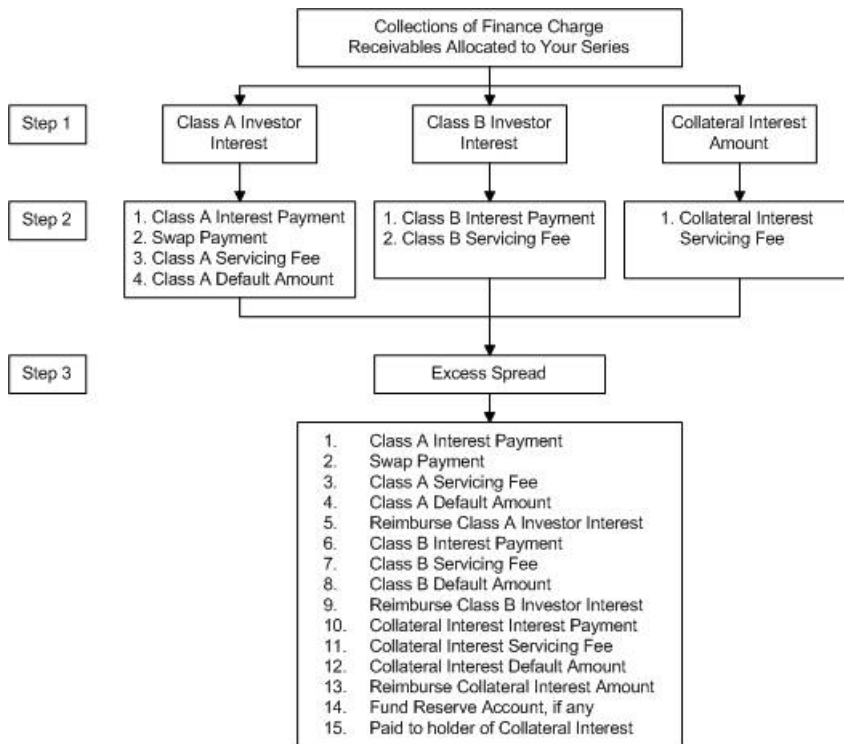 Collections of Finance Charge
Receivables Allocated to Your Series
Step 1
Class A Investor
Interest
Class B Investor
Interest
Collateral Interest
Amount
Step 2
1. Class A Interest Payment
2. Swap Payment
3. Class A Servicing Fee
4. Class A Default Amount
1. Class B Interest Payment
2. Class B Servicing Fee
1. Collateral Interest
Servicing Fee
Step 3
Excess Spread
1. Class A Interest Payment
2. Swap Payment
3. Class A Servicing Fee
4. Class A Default Amount
5. Reimburse Class A Investor Interest
6. Class B Interest Payment
7. Class B Servicing Fee
8. Class B Default Amount
9. Reimburse Class B Investor Interest
10. Collateral Interest Interest Payment
11. Collateral Interest Servicing Fee
12. Collateral Interest Default Amount
13. Reimburse Collateral Interest Amount
14. Fund Reserve Account, if any
15. Paid to holder of Collateral Interest